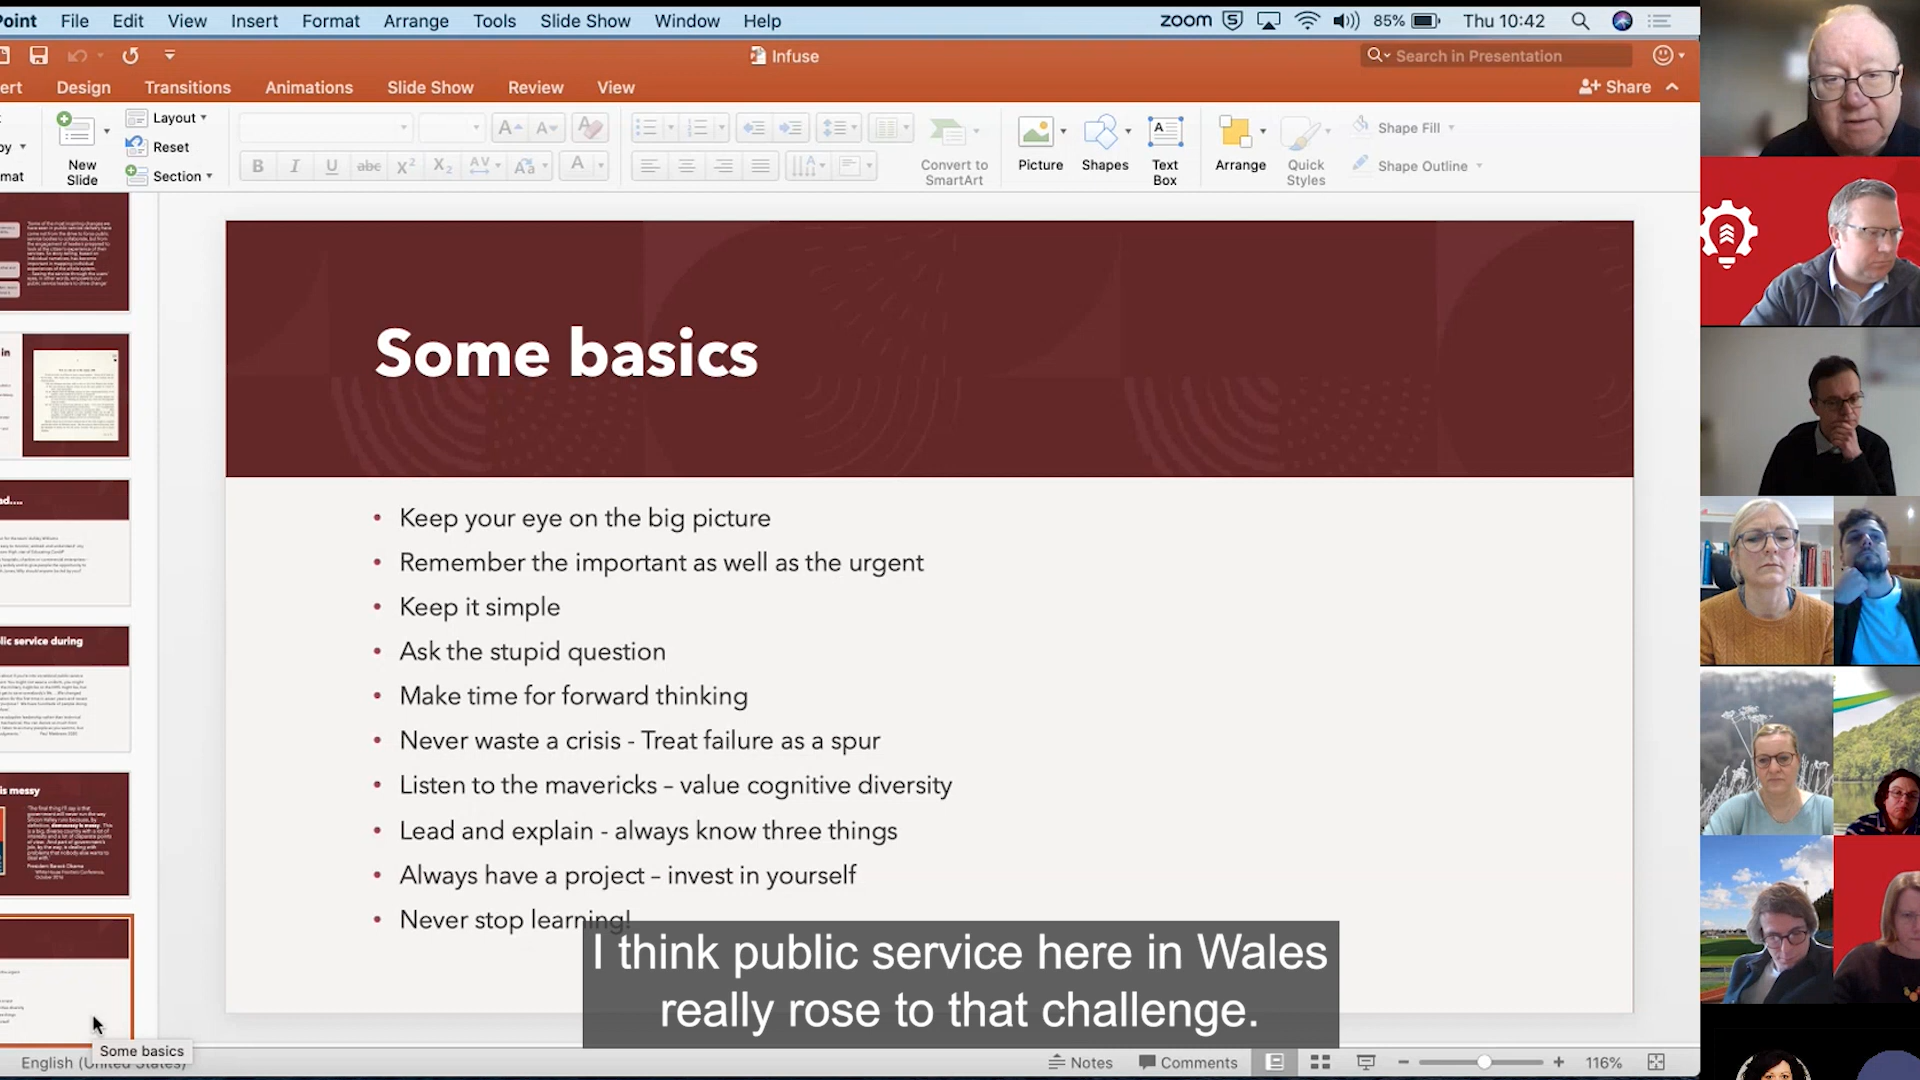 Point File Edit View Insert Format Arrange Tools Slide Show Window Help zoom 85% Thu 10:42
Infuse Search in Presentation
ert Design Transitions Animations Slide Show Review View Share
New Slide Layout Reset Section
Convert to SmartArt Picture Shapes Text Box Arrange Quick Styles Shape Fill Shape Outline
Some basics
• Keep your eye on the big picture
• Remember the important as well as the urgent
• Keep it simple
• Ask the stupid question
• Make time for forward thinking
• Never waste a crisis - Treat failure as a spur
• Listen to the mavericks – value cognitive diversity
• Lead and explain - always know three things
• Always have a project – invest in yourself
• Never stop learning!
I think public service here in Wales
really rose to that challenge.
lic service during
is messy
Some basics
English (United States) Notes Comments 116%